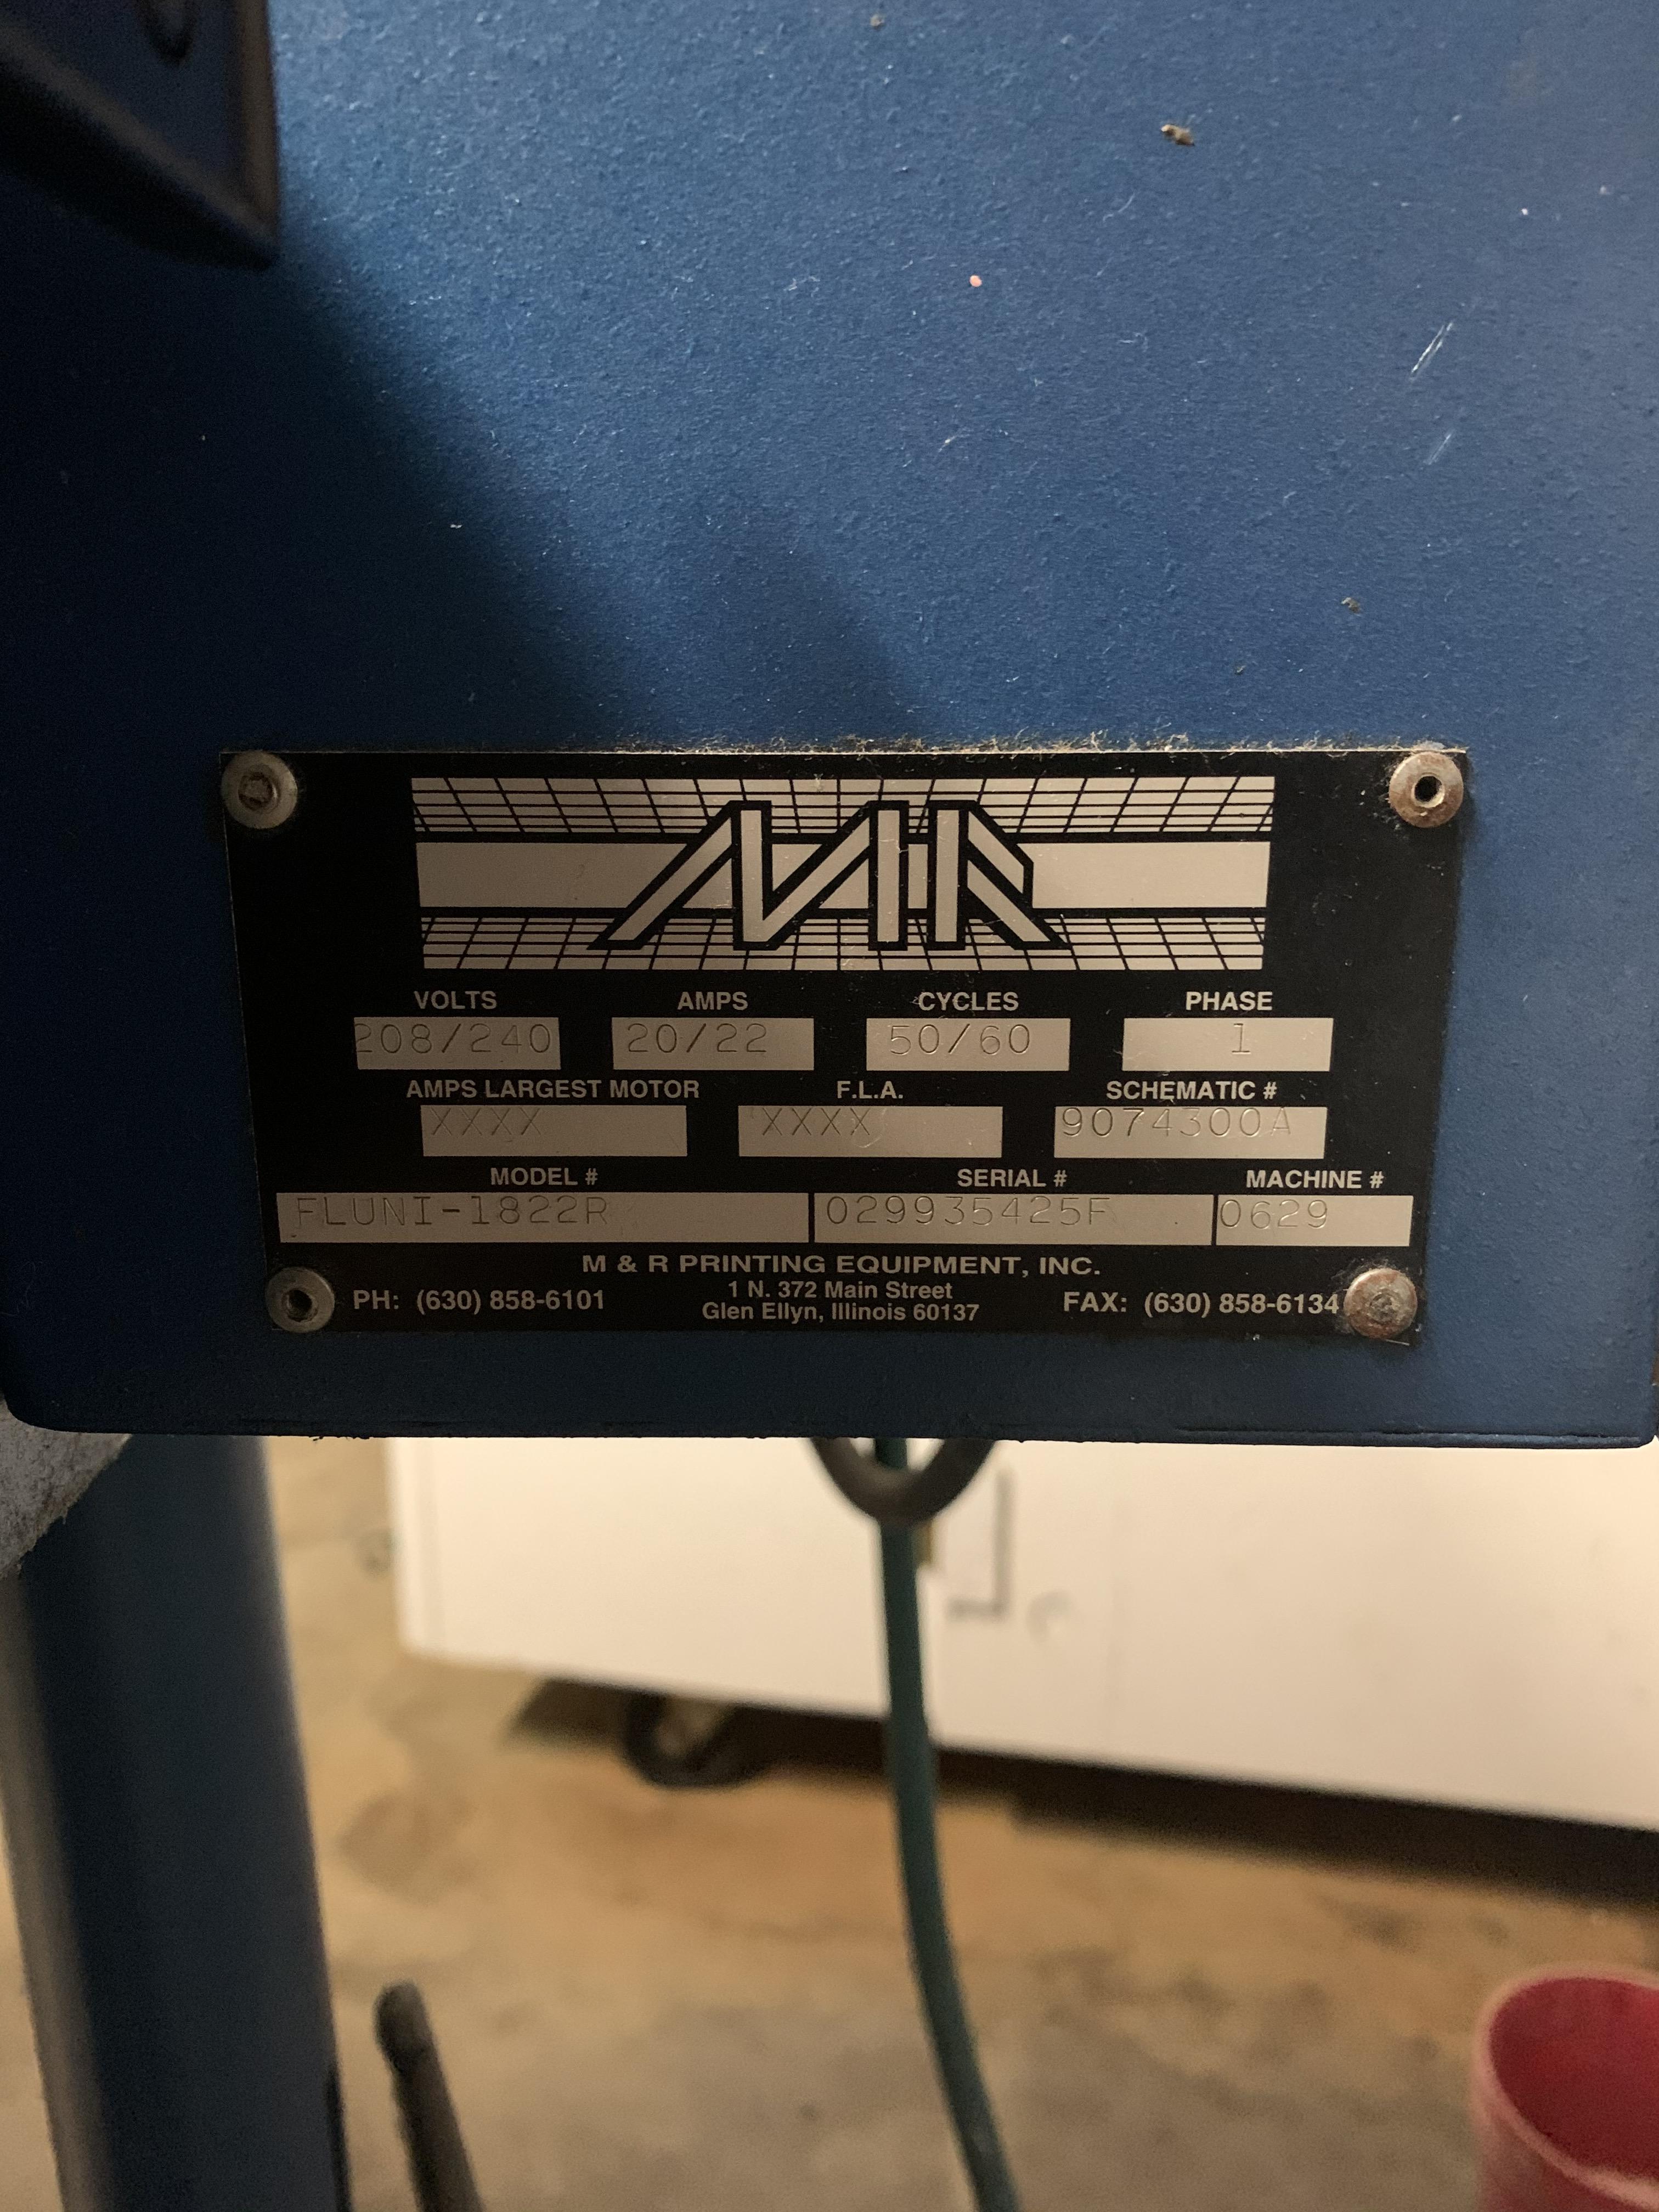 M&R
VOLTS AMPS CYCLES PHASE
208/240 20/22 50/60 1
AMPS LARGEST MOTOR F.L.A. SCHEMATIC #
XXXX XXXX 9074300A
MODEL # SERIAL # MACHINE #
FLUNI-1822R 029935425F 0629
M & R PRINTING EQUIPMENT, INC.
PH: (630) 858-6101 1 N. 372 Main Street FAX: (630) 858-6134
Glen Ellyn, Illinois 60137